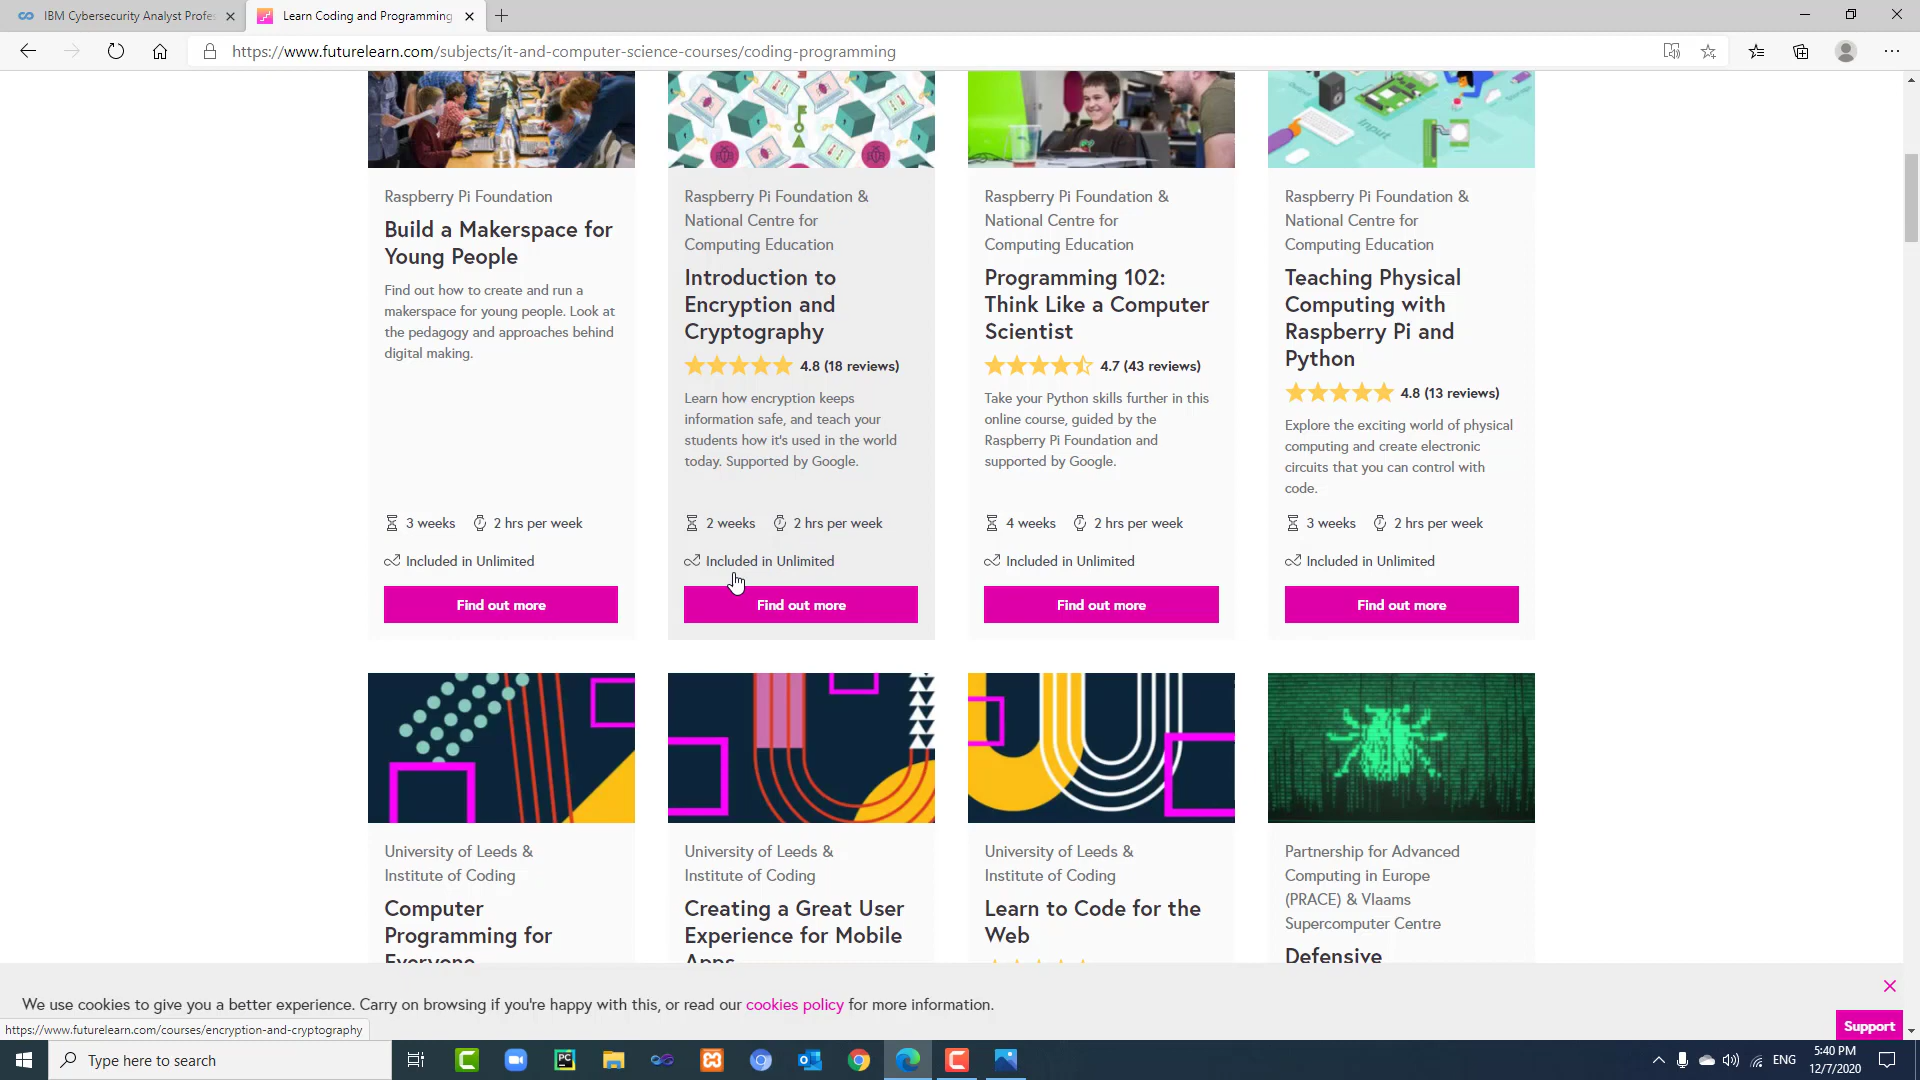 IBM Cybersecurity Analyst Profes
Learn Coding and Programming
https://www.futurelearn.com/subjects/it-and-computer-science-courses/coding-programming
Raspberry Pi Foundation
Build a Makerspace for
Young People
Find out how to create and run a
makerspace for young people. Look at
the pedagogy and approaches behind
digital making.
3 weeks 2 hrs per week
Included in Unlimited
Find out more
Raspberry Pi Foundation &
National Centre for
Computing Education
Introduction to
Encryption and
Cryptography
4.8 (18 reviews)
Learn how encryption keeps
information safe, and teach your
students how it's used in the world
today. Supported by Google.
2 weeks 2 hrs per week
Included in Unlimited
Find out more
Raspberry Pi Foundation &
National Centre for
Computing Education
Programming 102:
Think Like a Computer
Scientist
4.7 (43 reviews)
Take your Python skills further in this
online course, guided by the
Raspberry Pi Foundation and
supported by Google.
4 weeks 2 hrs per week
Included in Unlimited
Find out more
Input
Raspberry Pi Foundation &
National Centre for
Computing Education
Teaching Physical
Computing with
Raspberry Pi and
Python
4.8 (13 reviews)
Explore the exciting world of physical
computing and create electronic
circuits that you can control with
code.
3 weeks 2 hrs per week
Included in Unlimited
Find out more
University of Leeds &
Institute of Coding
Computer
Programming for
Everyone
University of Leeds &
Institute of Coding
Creating a Great User
Experience for Mobile
Apps
University of Leeds &
Institute of Coding
Learn to Code for the
Web
Partnership for Advanced
Computing in Europe
(PRACE) & Vlaams
Supercomputer Centre
Defensive
We use cookies to give you a better experience. Carry on browsing if you're happy with this, or read our cookies policy for more information.
https://www.futurelearn.com/courses/encryption-and-cryptography
Support
Type here to search
PC
ENG
5:40 PM
12/7/2020